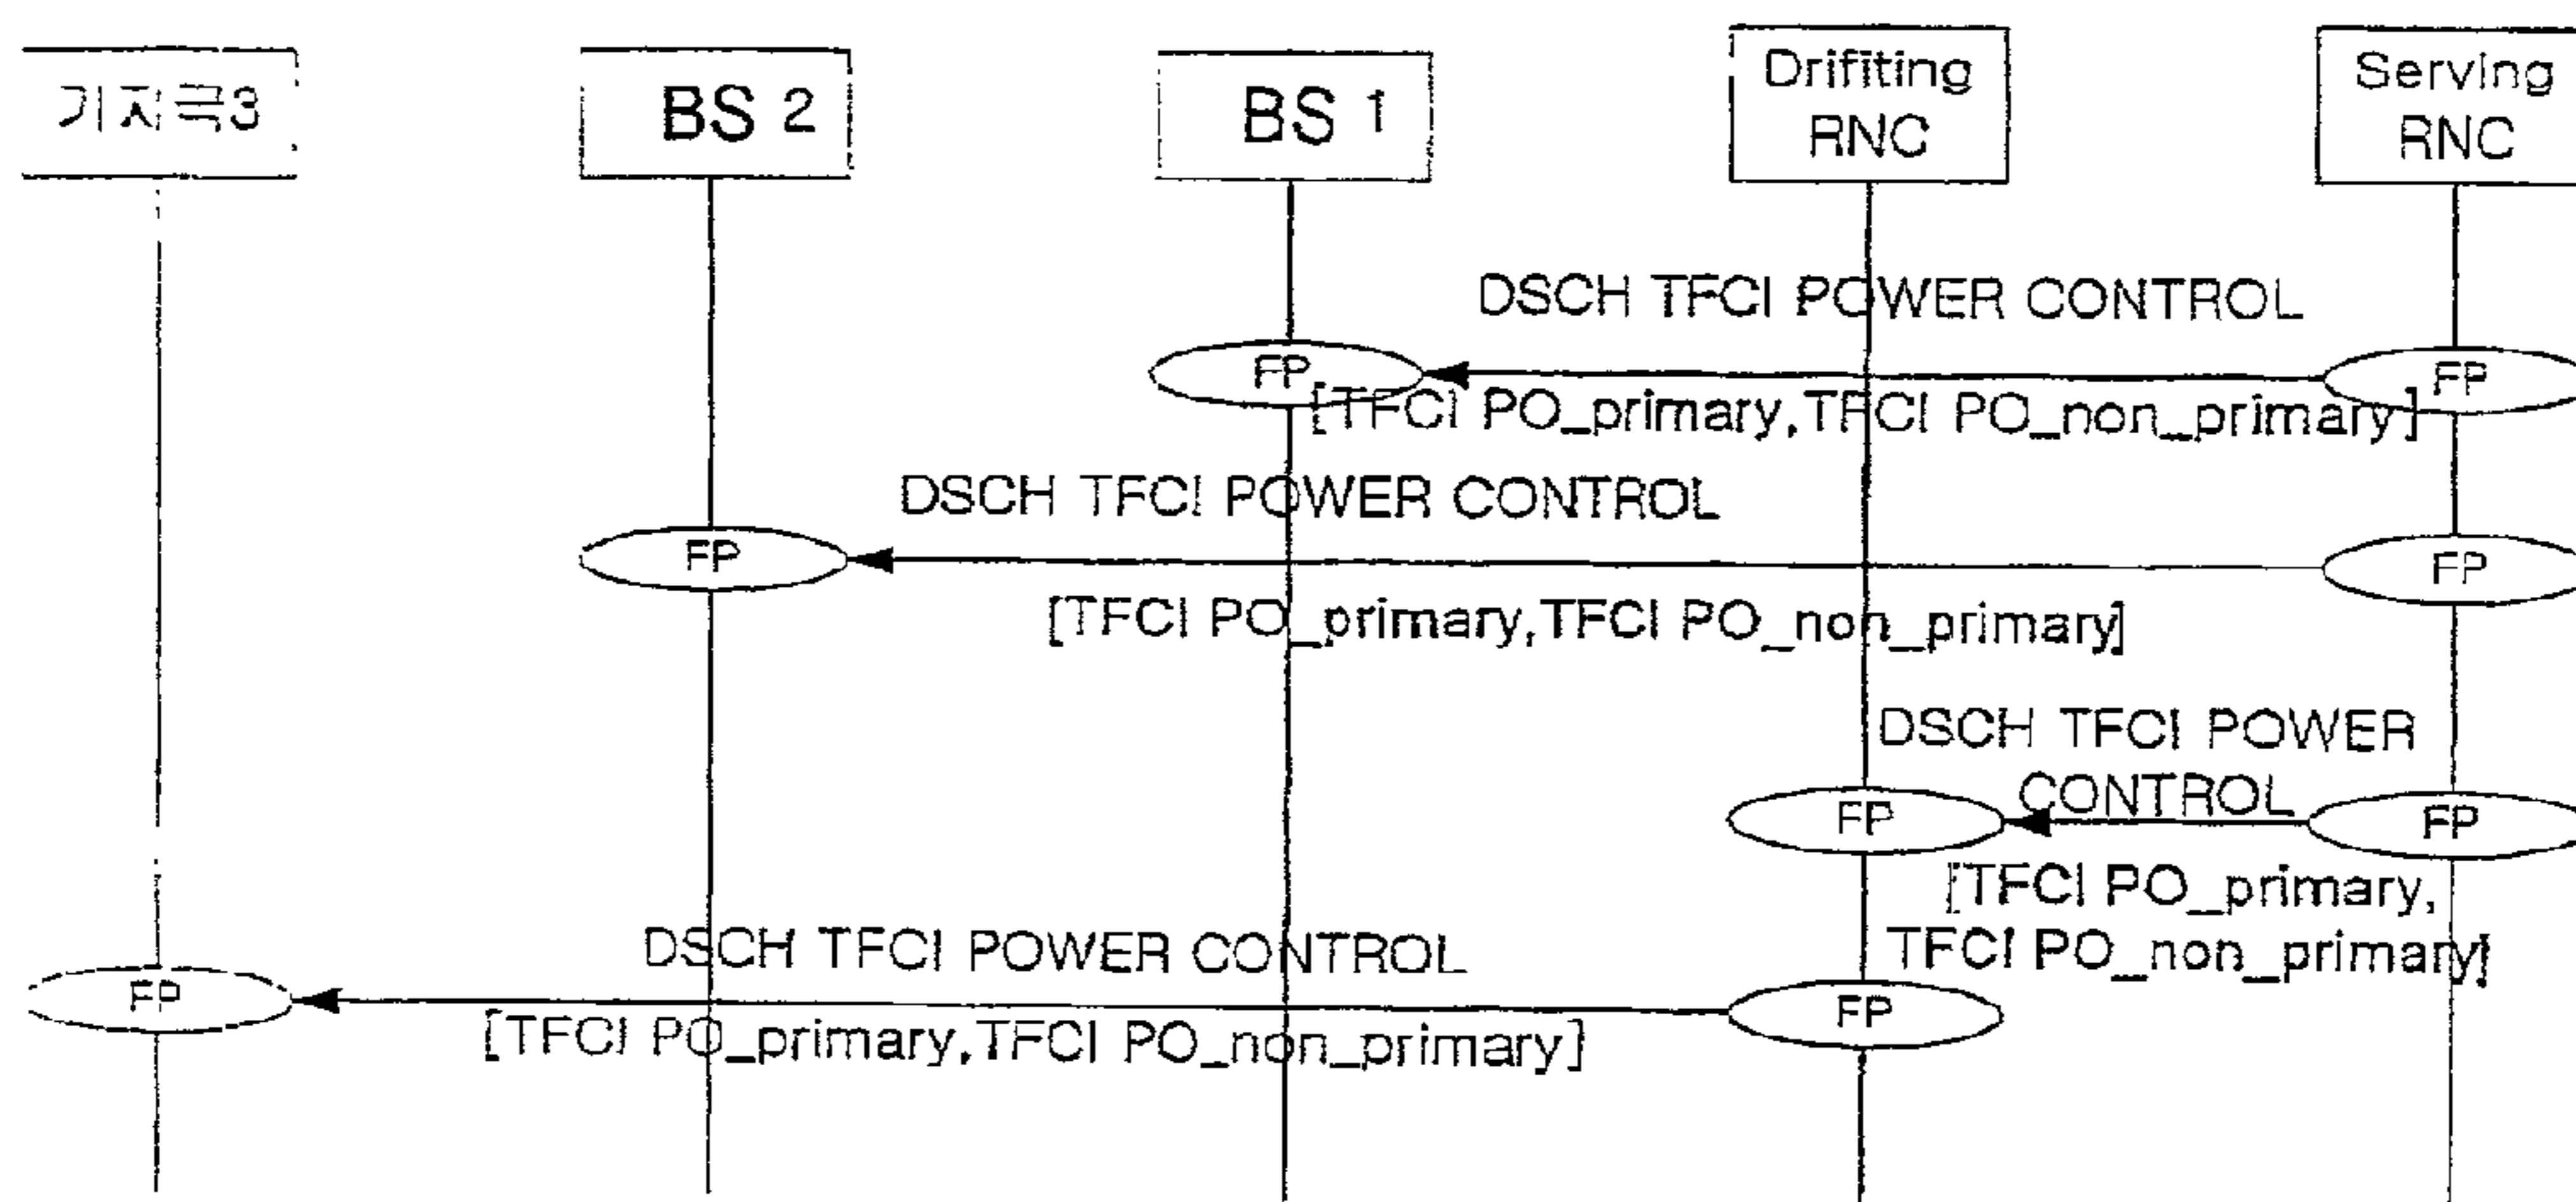 기지국3
BS 2
BS 1
Drifiting
RNC
Serving
RNC
DSCH TFCI POWER CONTROL
FP
FP
[TFCI PO_primary,TFCI PO_non_primary]
DSCH TFCI POWER CONTROL
FP
FP
[TFCI PO_primary,TFCI PO_non_primary]
DSCH TFCI POWER
CONTROL
FP
FP
[TFCI PO_primary,
TFCI PO_non_primary]
DSCH TFCI POWER CONTROL
FP
FP
[TFCI PO_primary,TFCI PO_non_primary]